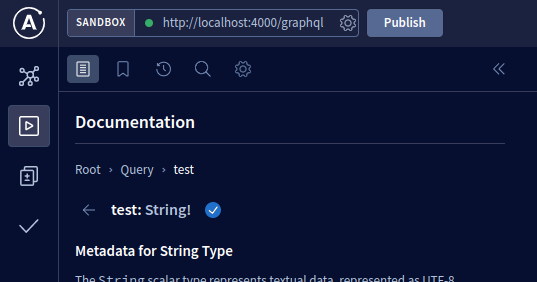 SANDBOX http://localhost:4000/graphql Publish
Documentation
Root › Query › test
test: String!
Metadata for String Type
The String scalar type represents textual data, represented as UTF-8